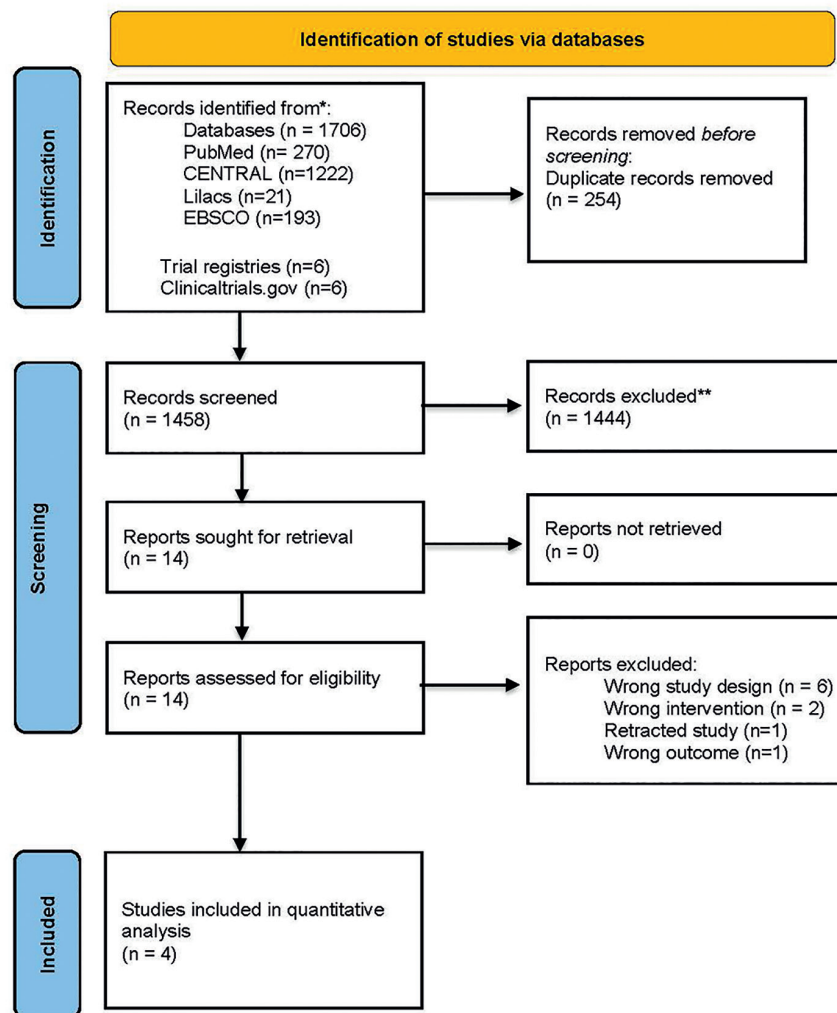 Identification of studies via databases
Identification
Records identified from*:
Databases (n = 1706)
PubMed (n= 270)
CENTRAL (n=1222)
Lilacs (n=21)
EBSCO (n=193)
Trial registries (n=6)
Clinicaltrials.gov (n=6)
Records removed before
screening:
Duplicate records removed
(n = 254)
Screening
Records screened
(n = 1458)
Records excluded**
(n = 1444)
Reports sought for retrieval
(n = 14)
Reports not retrieved
(n = 0)
Reports assessed for eligibility
(n = 14)
Reports excluded:
Wrong study design (n = 6)
Wrong intervention (n = 2)
Retracted study (n=1)
Wrong outcome (n=1)
Included
Studies included in quantitative
analysis
(n = 4)